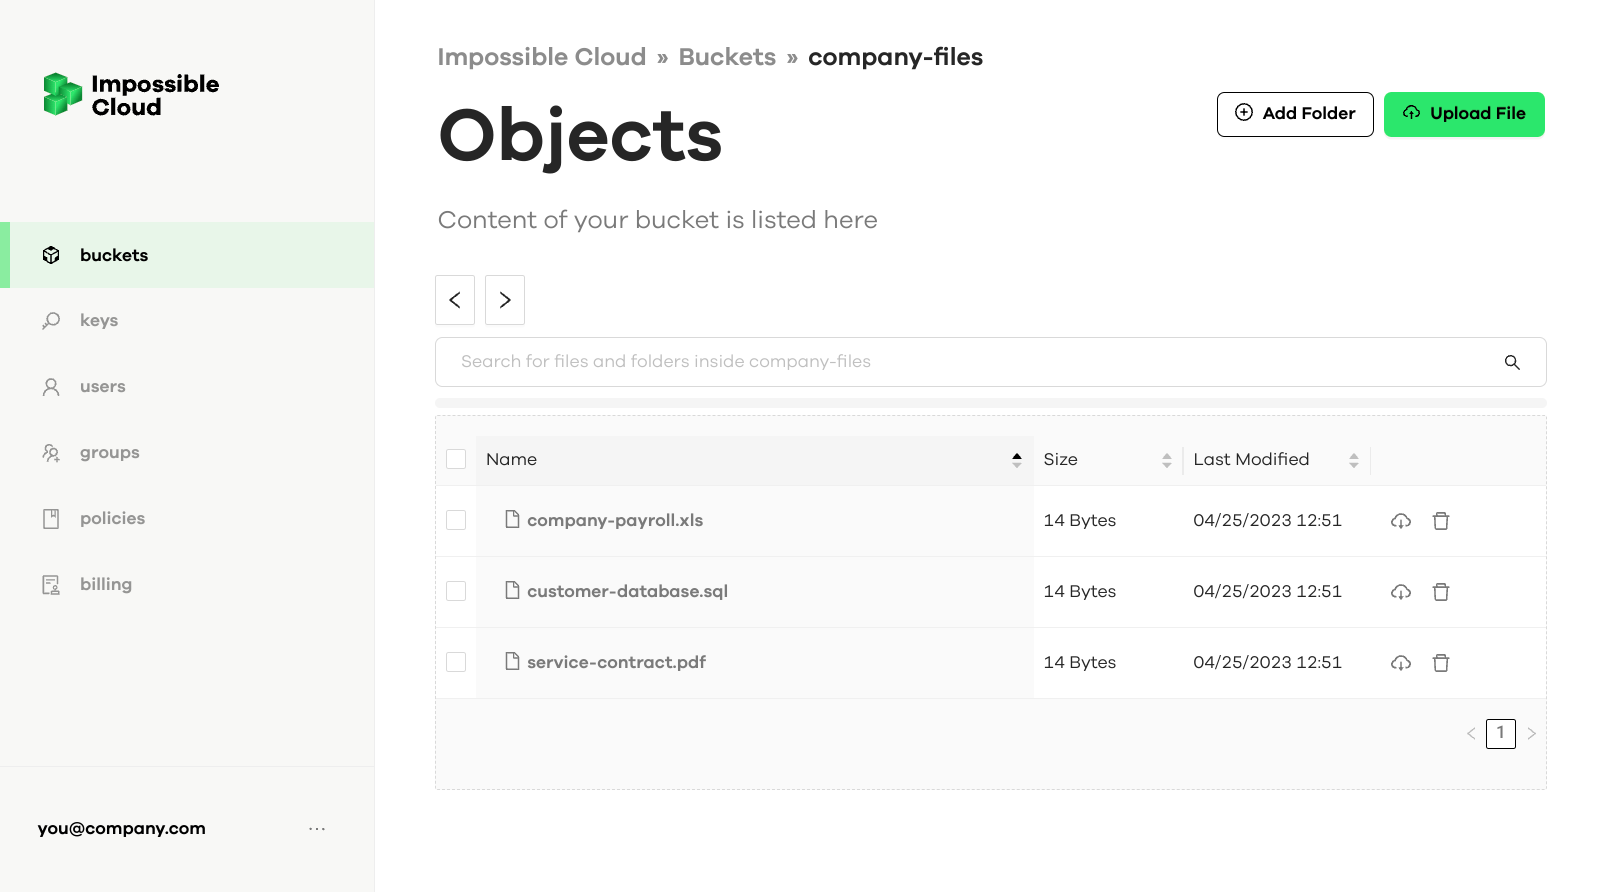 Impossible
Cloud
buckets
keys
users
groups
policies
billing
you@company.com
Impossible Cloud » Buckets » company-files
Objects
Add Folder
Upload File
Content of your bucket is listed here
Search for files and folders inside company-files
Name Size Last Modified
company-payroll.xls 14 Bytes 04/25/2023 12:51
customer-database.sql 14 Bytes 04/25/2023 12:51
service-contract.pdf 14 Bytes 04/25/2023 12:51
1